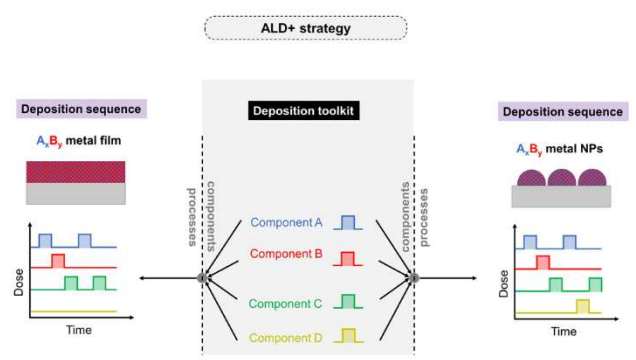 ALD+ strategy
Deposition sequence
AxBy metal film
Dose
Time
Deposition toolkit
processes
components
Component A
Component B
Component C
Component D
components
processes
Deposition sequence
AxBy metal NPs
Dose
Time